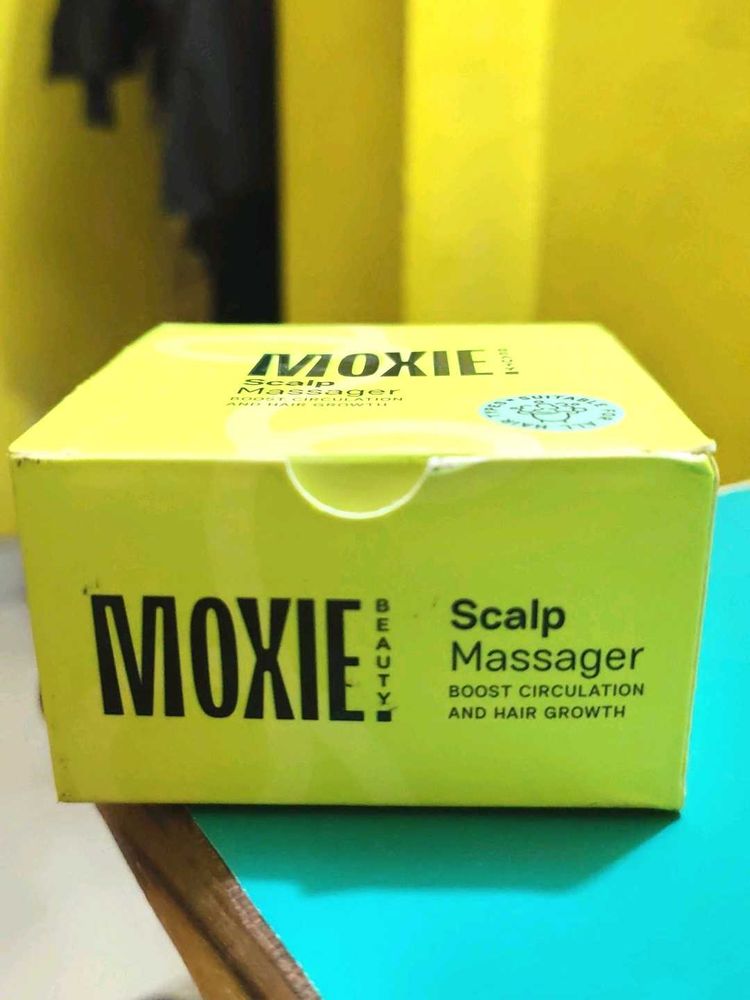 MOXIE BEAUTY
Scalp
Massager
BOOST CIRCULATION
AND HAIR GROWTH
SUITABLE FOR ALL HAIR TYPES
MOXIE BEAUTY
Scalp
Massager
BOOST CIRCULATION
AND HAIR GROWTH